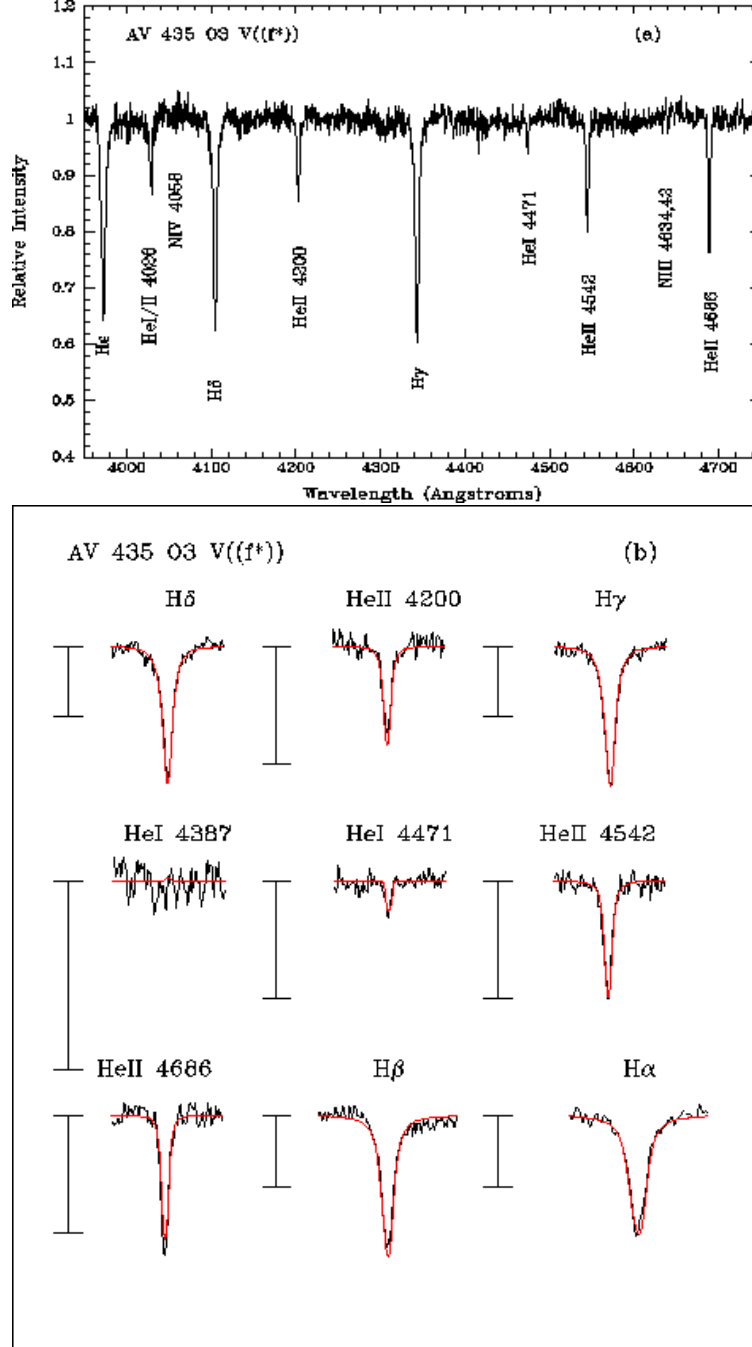 1.2
AV 435 O3 V((f*)) (a)
1.1
1
0.9
0.8
0.7
0.6
0.5
0.4
Relative Intensity
Hє
HeI/II 4026
NIV 4058
Hδ
HeII 4200
Hγ
HeI 4471
HeII 4542
NIII 4634,42
HeII 4686
4000 4100 4200 4300 4400 4500 4600 4700
Wavelength (Angstroms)
AV 435 O3 V((f*)) (b)
Hδ HeII 4200 Hγ
HeI 4387 HeI 4471 HeII 4542
HeII 4686 Hβ Hα